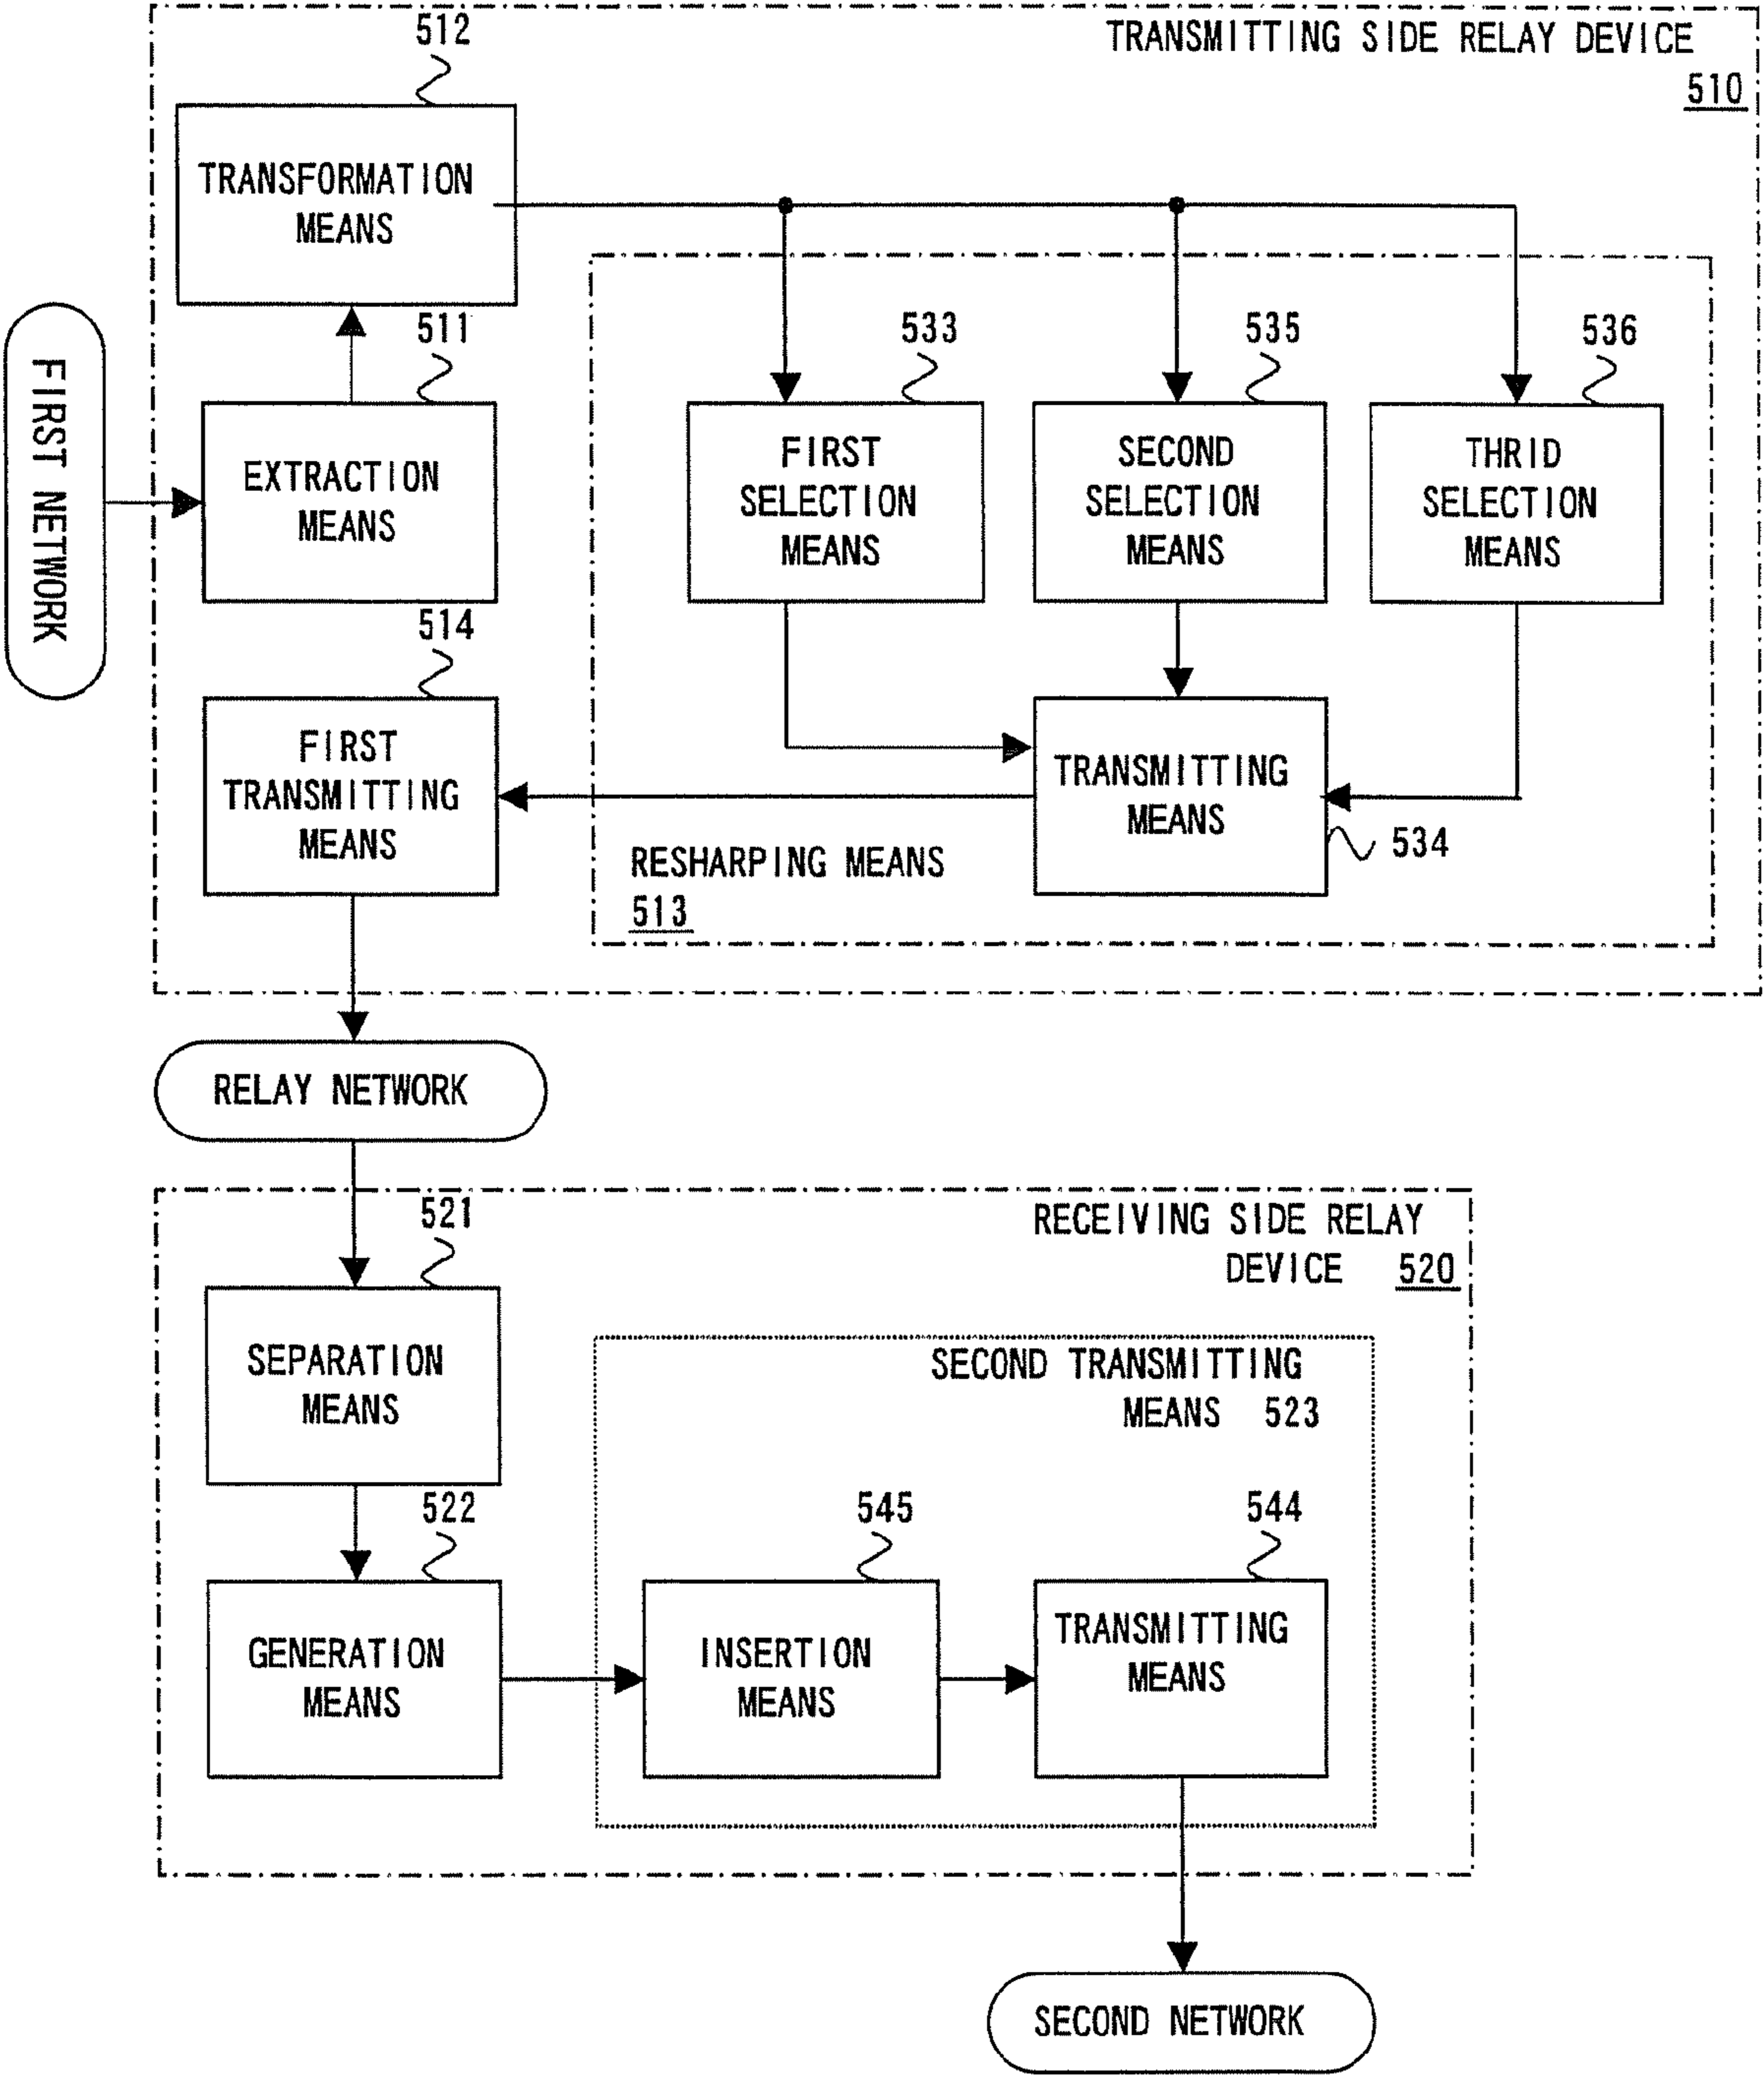 TRANSMITTING SIDE RELAY DEVICE
510
512
TRANSFORMATION
MEANS
511
EXTRACTION
MEANS
FIRST NETWORK
533
FIRST
SELECTION
MEANS
535
SECOND
SELECTION
MEANS
536
THRID
SELECTION
MEANS
514
FIRST
TRANSMITTING
MEANS
TRANSMITTING
MEANS
534
RESHARPING MEANS
513
RELAY NETWORK
RECEIVING SIDE RELAY
DEVICE 520
521
SEPARATION
MEANS
SECOND TRANSMITTING
MEANS 523
522
GENERATION
MEANS
545
INSERTION
MEANS
544
TRANSMITTING
MEANS
SECOND NETWORK